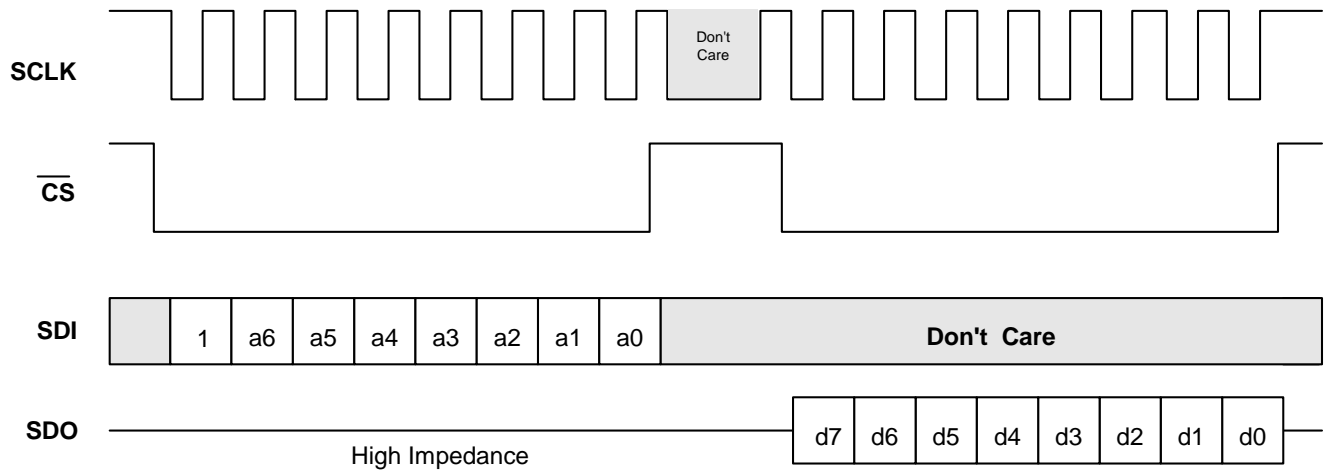 SCLK
Don't
Care
CS
SDI
1 a6 a5 a4 a3 a2 a1 a0 Don't Care
SDO
High Impedance
d7 d6 d5 d4 d3 d2 d1 d0